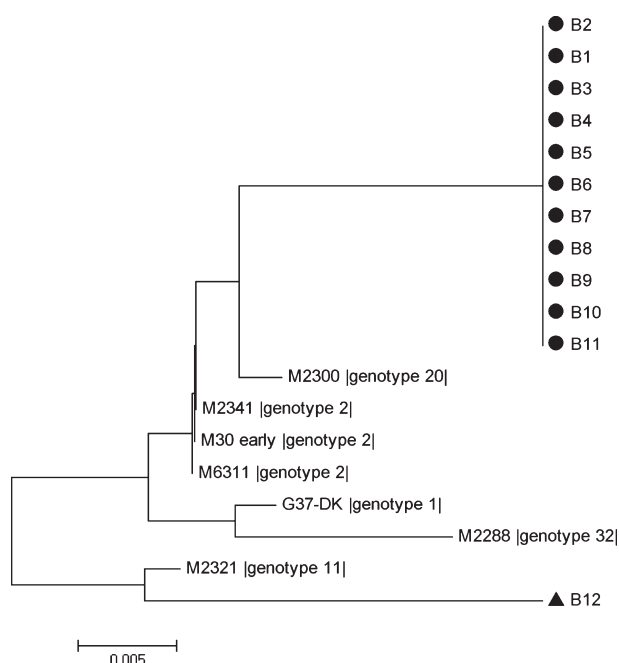 B2
B1
B3
B4
B5
B6
B7
B8
B9
B10
B11
M2300 |genotype 20|
M2341 |genotype 2|
M30 early |genotype 2|
M6311 |genotype 2|
G37-DK |genotype 1|
M2288 |genotype 32|
M2321 |genotype 11|
B12
0.005